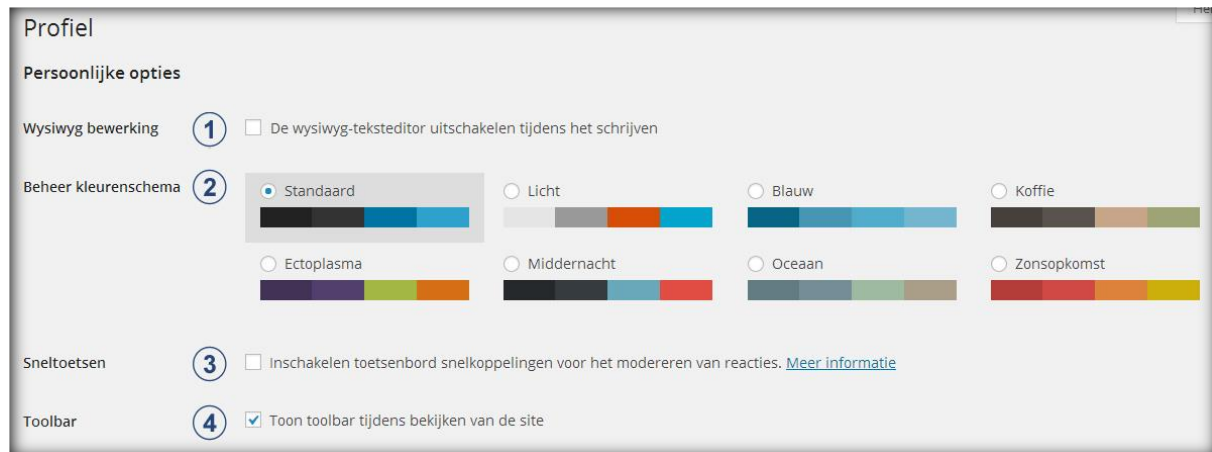 Profiel
Persoonlijke opties
Wysiwyg bewerking 1 De wysiwyg-teksteditor uitschakelen tijdens het schrijven
Beheer kleurenschema 2 Standaard Licht Blauw Koffie
Ectoplasma Middernacht Oceaan Zonsopkomst
Sneltoetsen 3 Inschakelen toetsenbord snelkoppelingen voor het modereren van reacties. Meer informatie
Toolbar 4 Toon toolbar tijdens bekijken van de site